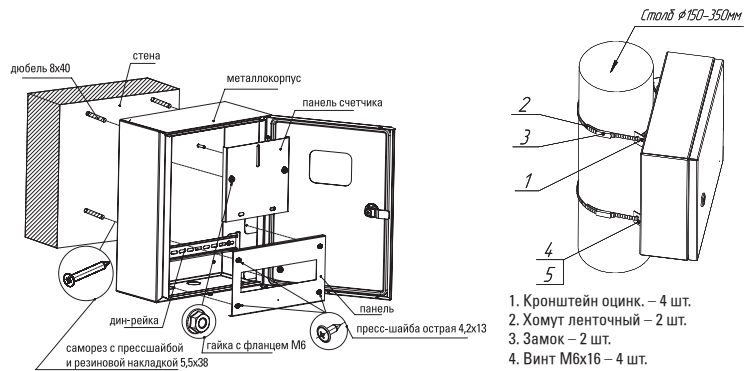 Столб ϕ150-350мм
стена
дюбель 8х40
металлокорпус
панель счетчика
2
3
1
4
5
панель
дин-рейка
пресс-шайба острая 4,2х13
гайка с фланцем М6
саморез с прессшайбой
и резиновой накладкой 5,5х38
1. Кронштейн оцинк. – 4 шт.
2. Хомут ленточный – 2 шт.
3. Замок – 2 шт.
4. Винт М6х16 – 4 шт.